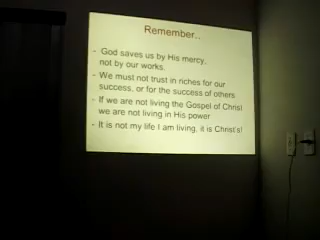 Remember..
- God saves us by His mercy,
not by our works.
- We must not trust in riches for our
success, or for the success of others
- If we are not living the Gospel of Christ
we are not living in His power
- It is not my life I am living, it is Christ's!